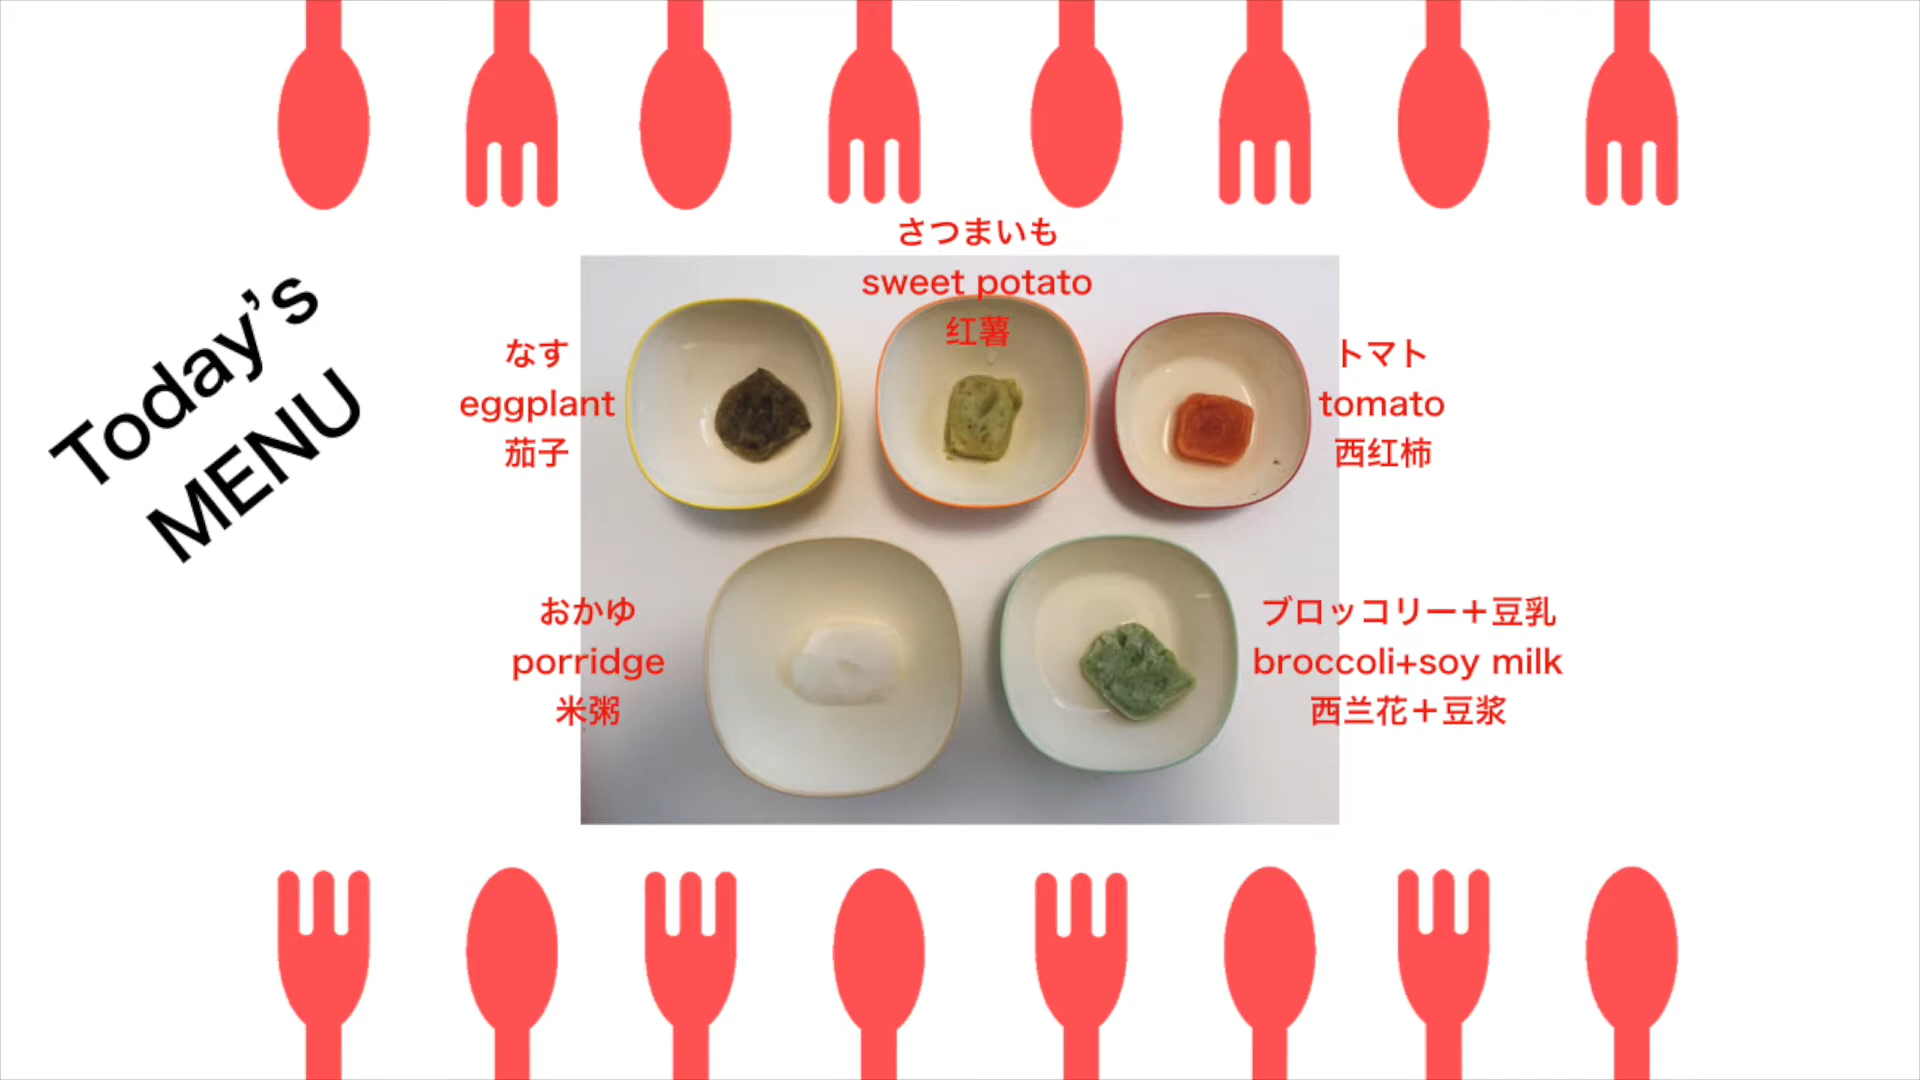 Today’s
MENU
さつまいも
sweet potato
红薯
なす
eggplant
茄子
トマト
tomato
西红柿
おかゆ
porridge
米粥
ブロッコリー＋豆乳
broccoli+soy milk
西兰花＋豆浆